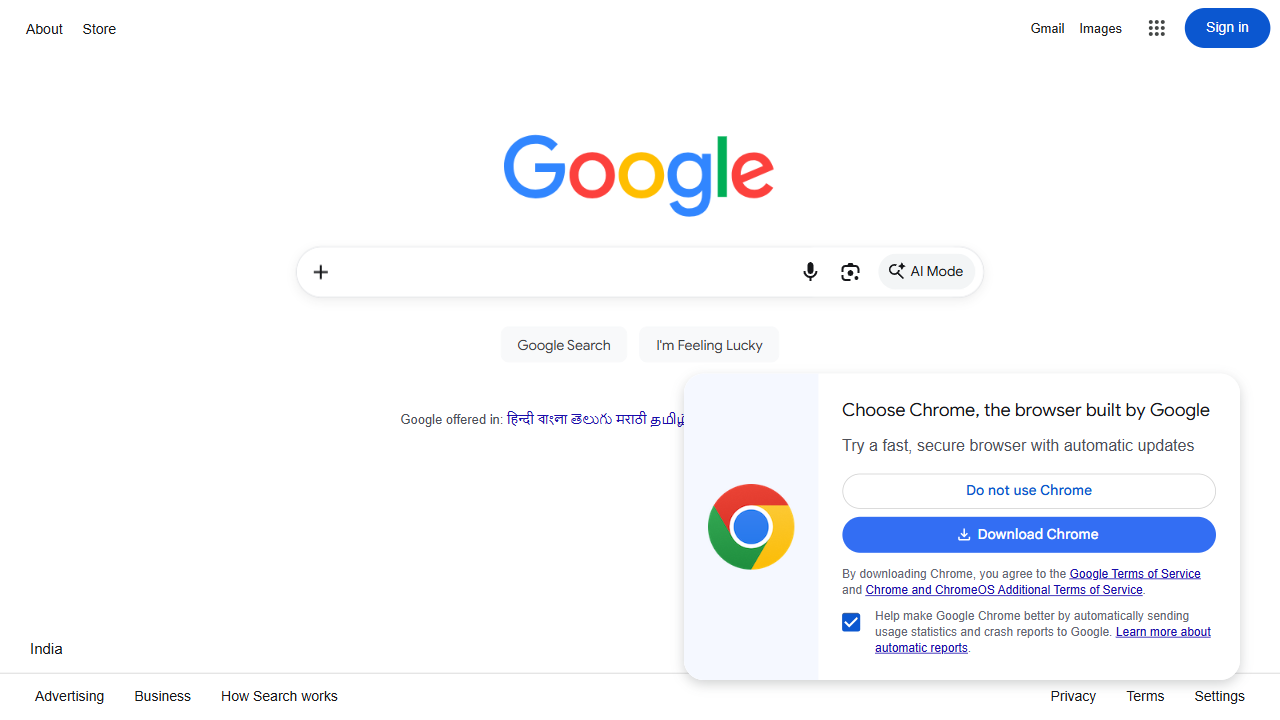 About Store
Gmail Images Sign in
Google
AI Mode
Google Search I'm Feeling Lucky
Google offered in: हिन्दी বাংলা తెలుగు मराठी
Choose Chrome, the browser built by Google
Try a fast, secure browser with automatic updates
Do not use Chrome
Download Chrome
By downloading Chrome, you agree to the Google Terms of Service
and Chrome and ChromeOS Additional Terms of Service.
Help make Google Chrome better by automatically sending
usage statistics and crash reports to Google. Learn more about
automatic reports.
India
Advertising Business How Search works
Privacy Terms Settings